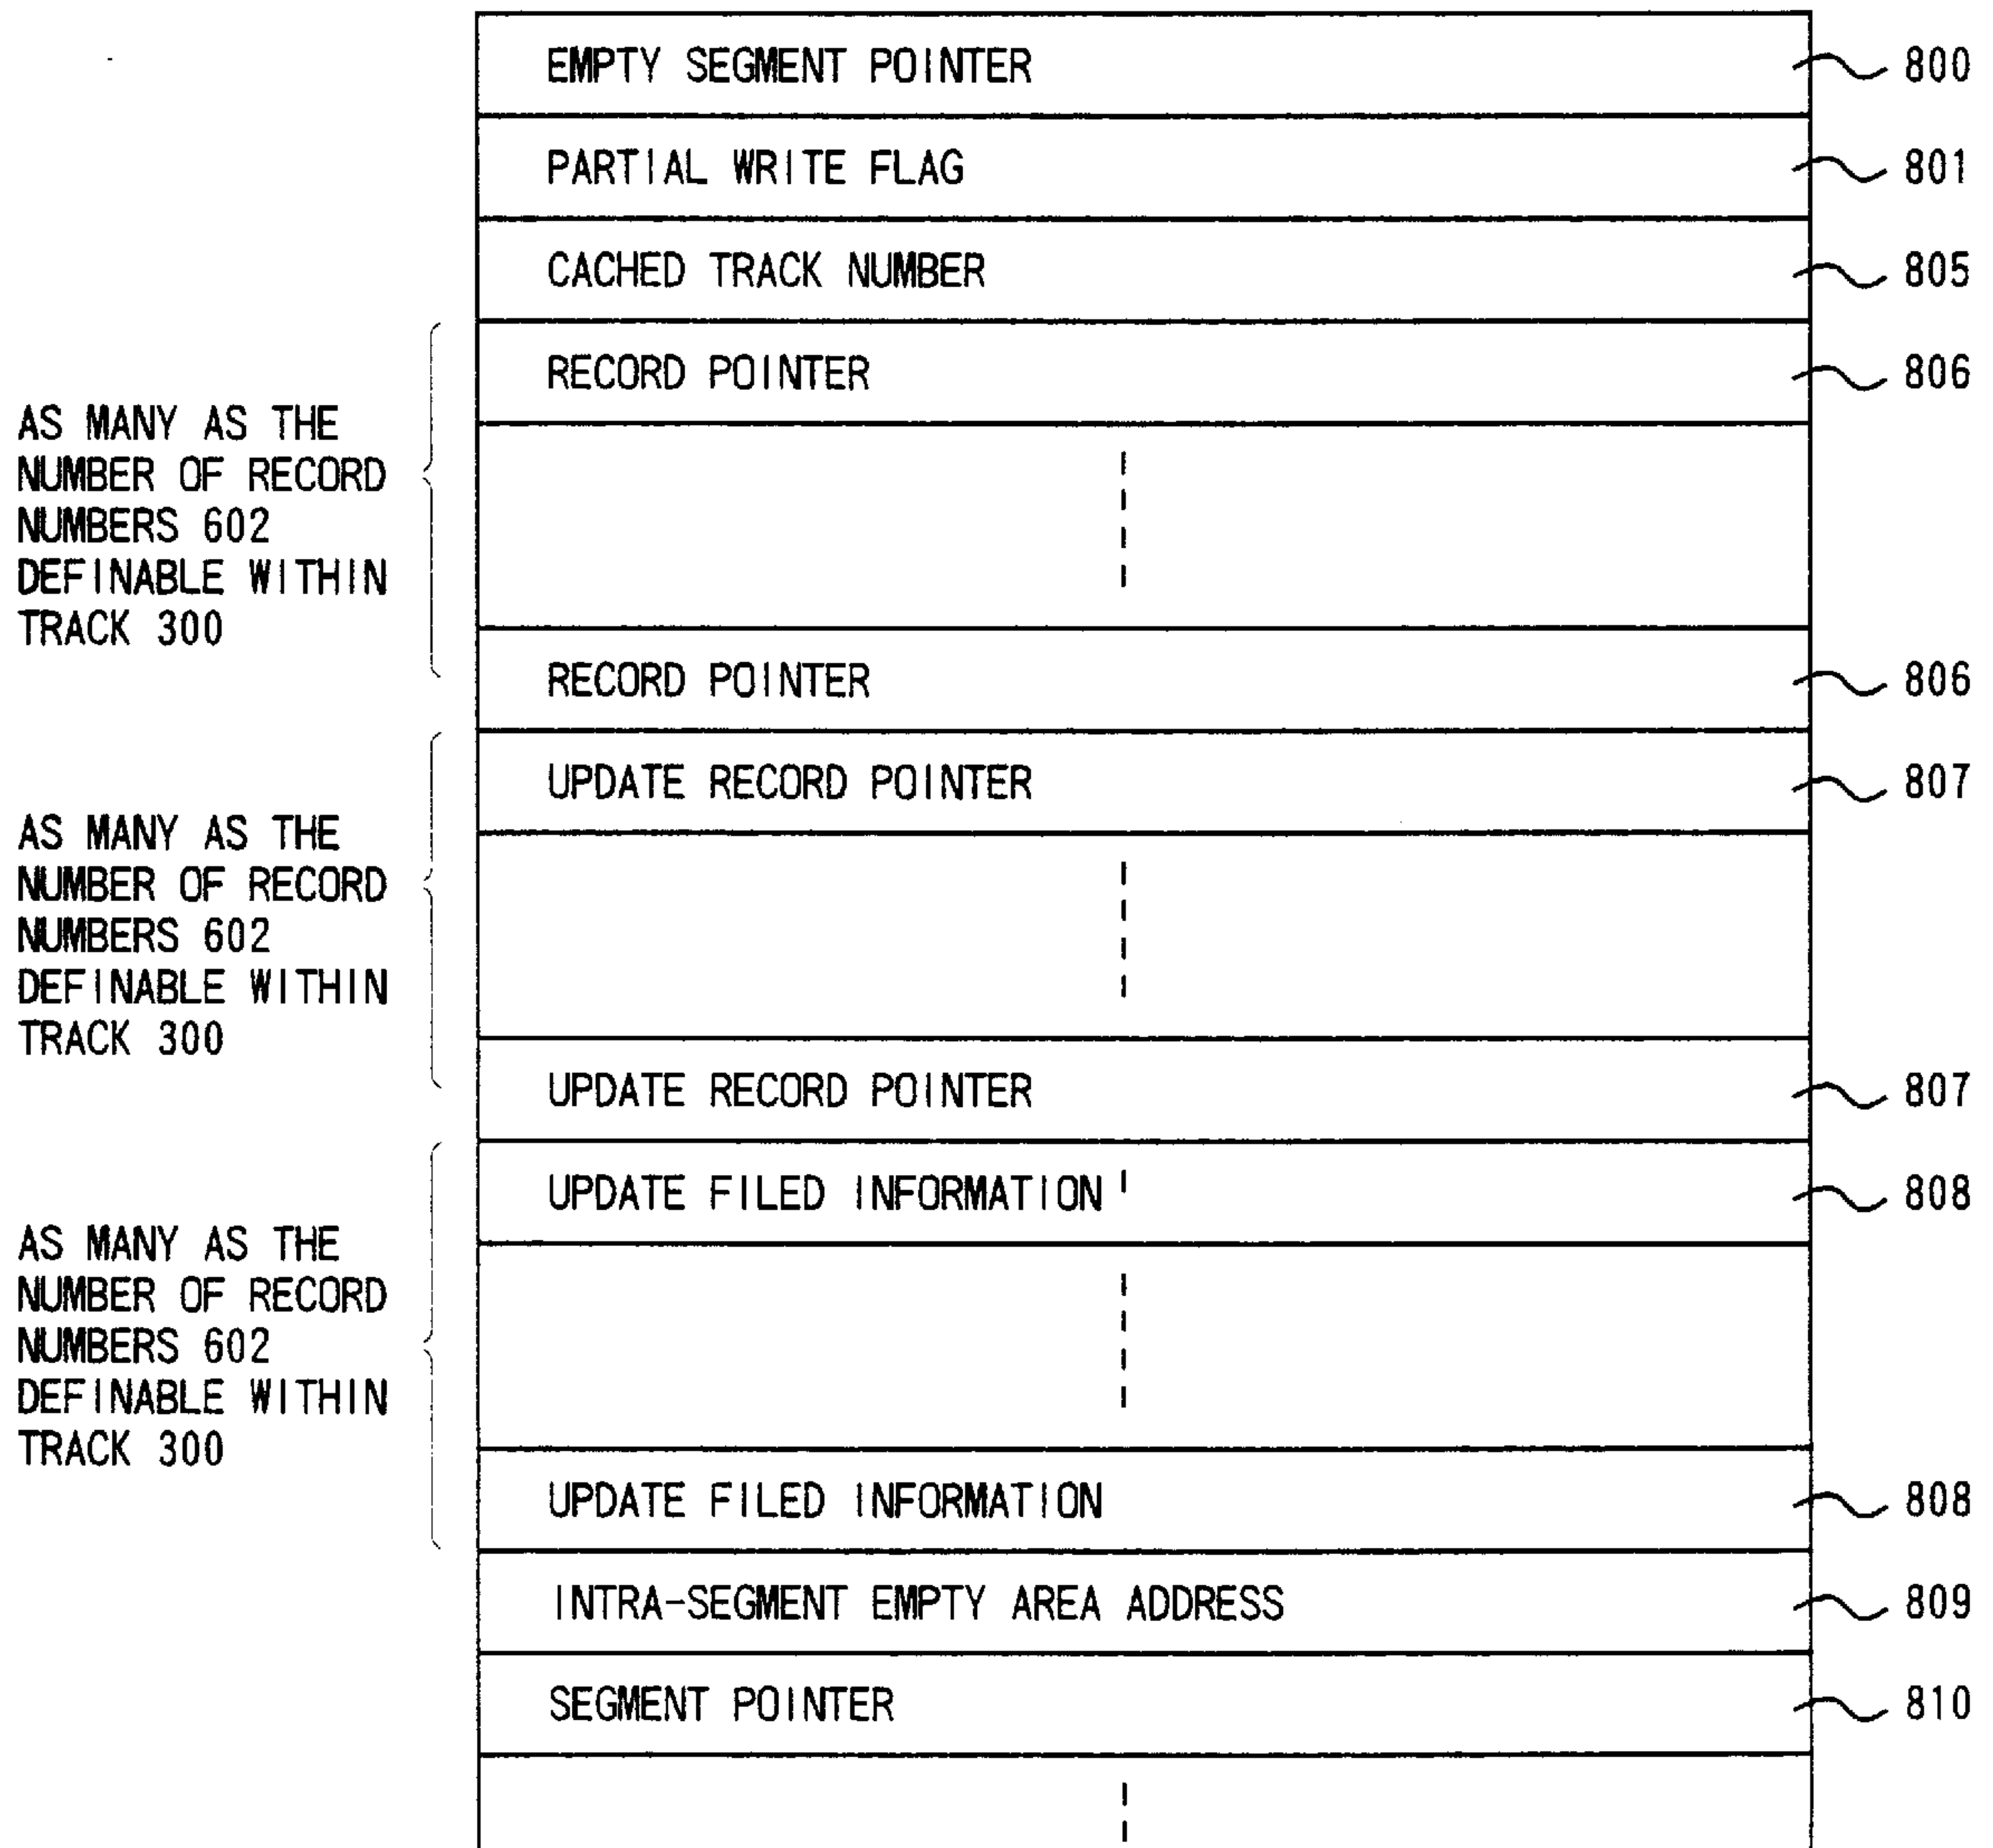 EMPTY SEGMENT POINTER 800
PARTIAL WRITE FLAG 801
CACHED TRACK NUMBER 805
RECORD POINTER 806
AS MANY AS THE
NUMBER OF RECORD
NUMBERS 602
DEFINABLE WITHIN
TRACK 300
RECORD POINTER 806
UPDATE RECORD POINTER 807
AS MANY AS THE
NUMBER OF RECORD
NUMBERS 602
DEFINABLE WITHIN
TRACK 300
UPDATE RECORD POINTER 807
UPDATE FILED INFORMATION 808
AS MANY AS THE
NUMBER OF RECORD
NUMBERS 602
DEFINABLE WITHIN
TRACK 300
UPDATE FILED INFORMATION 808
INTRA-SEGMENT EMPTY AREA ADDRESS 809
SEGMENT POINTER 810